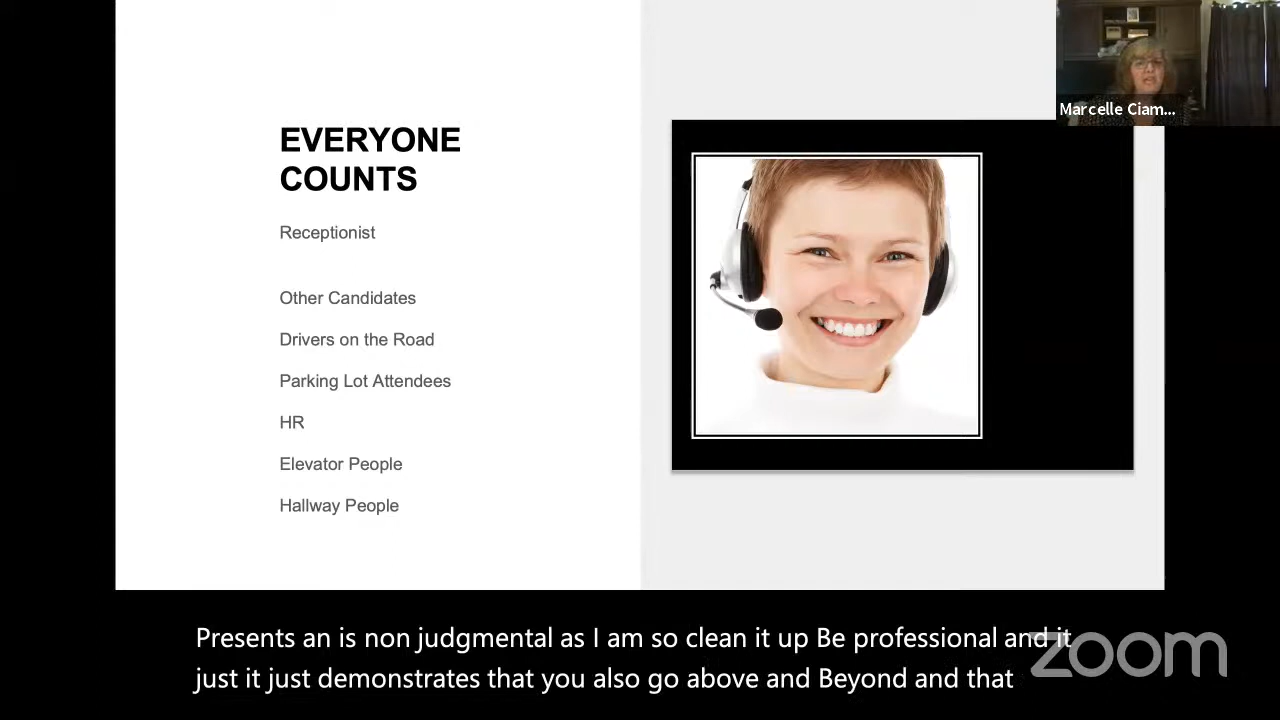 EVERYONE
COUNTS
Receptionist
Other Candidates
Drivers on the Road
Parking Lot Attendees
HR
Elevator People
Hallway People
Marcelle Ciam...
Presents an is non judgmental as I am so clean it up Be professional and it
just it just demonstrates that you also go above and Beyond and that
zoom